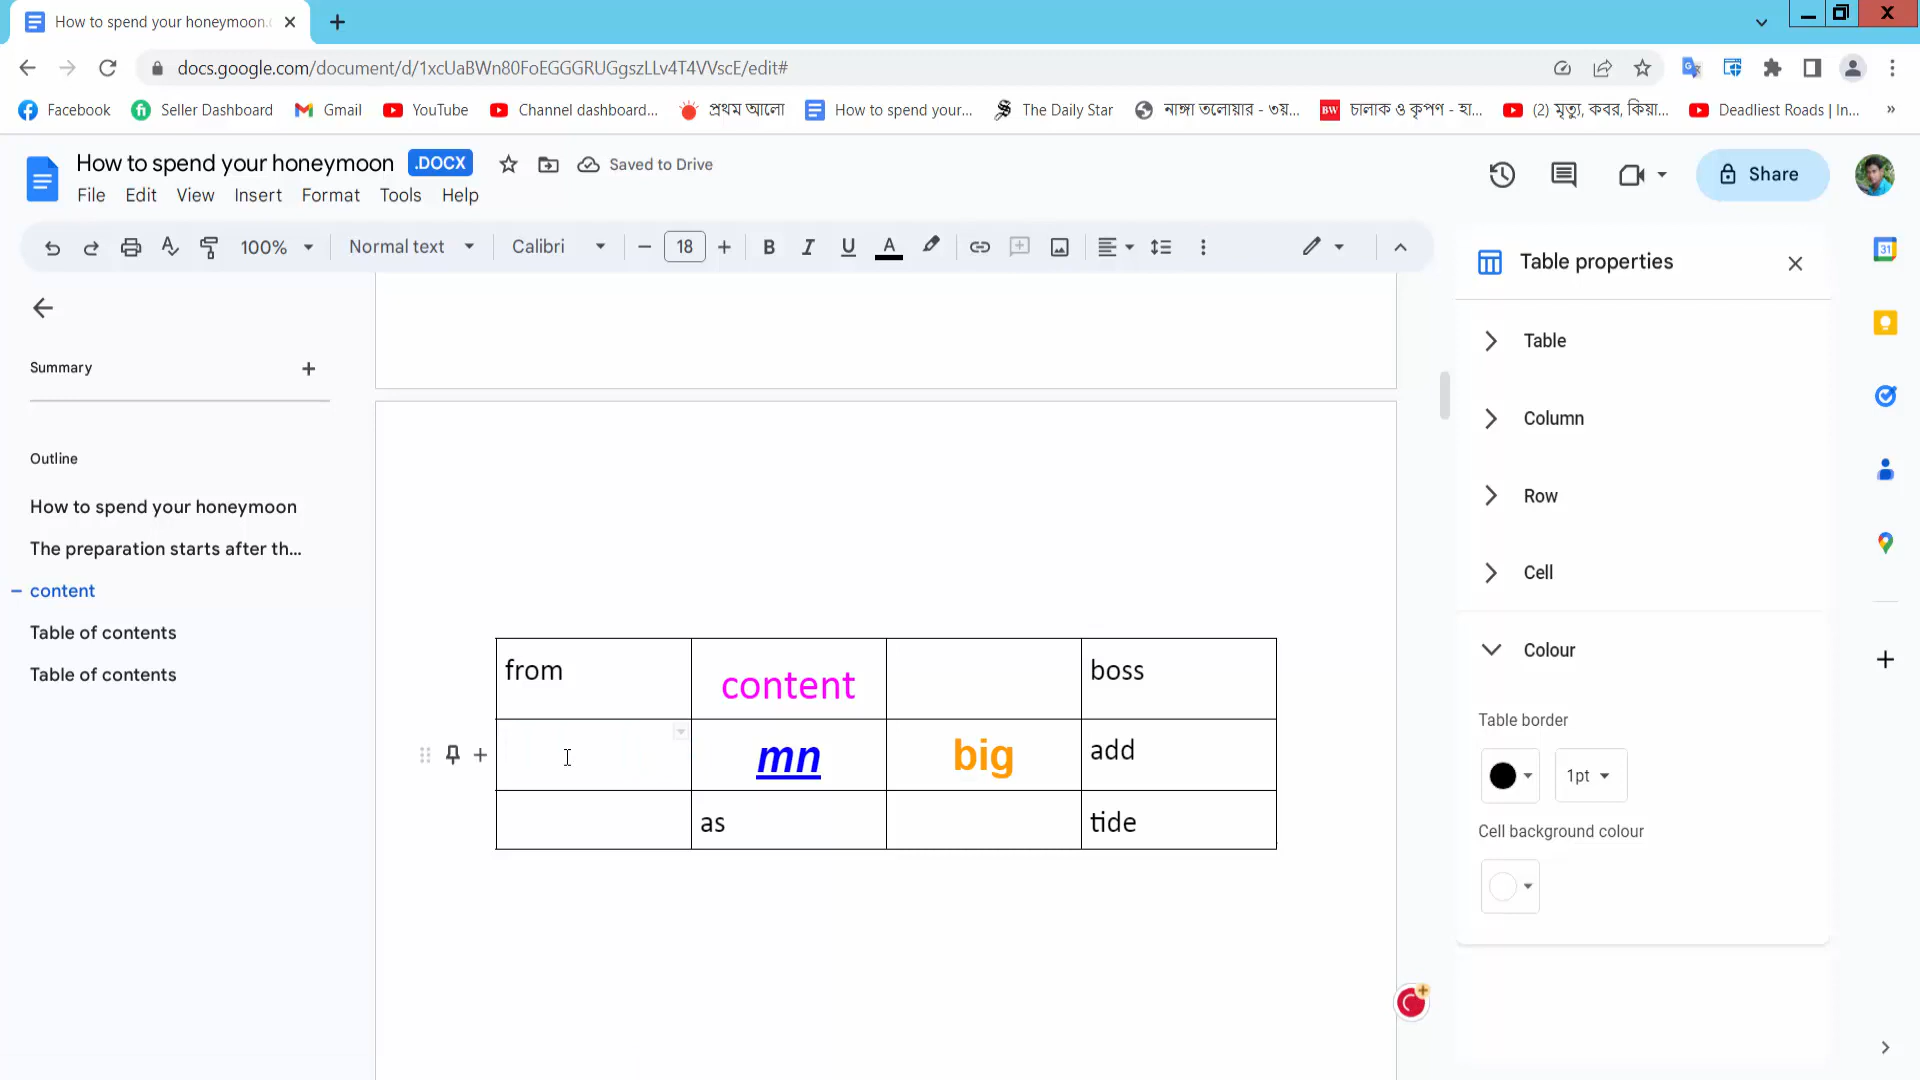 How to spend your honeymoon.
docs.google.com/document/d/1xcUaBWn80FoEGGGRUGgszLLv4T4VVscE/edit#
Facebook Seller Dashboard Gmail YouTube Channel dashboard... প্রথম আলো How to spend your... The Daily Star নাঙ্গা তলোয়ার - ৩য়... BW চালাক ও কৃপণ - হা... (2) মৃত্যু, কবর, কিয়া... Deadliest Roads | In... »
How to spend your honeymoon .DOCX Saved to Drive
File Edit View Insert Format Tools Help
Share
100% Normal text Calibri 18 B I U A
Table properties
31
Summary
Table
Column
Outline
Row
How to spend your honeymoon
The preparation starts after th...
Cell
content
Table of contents
Colour
Table of contents
from content boss
Table border
mn big add
1pt
as tide
Cell background colour